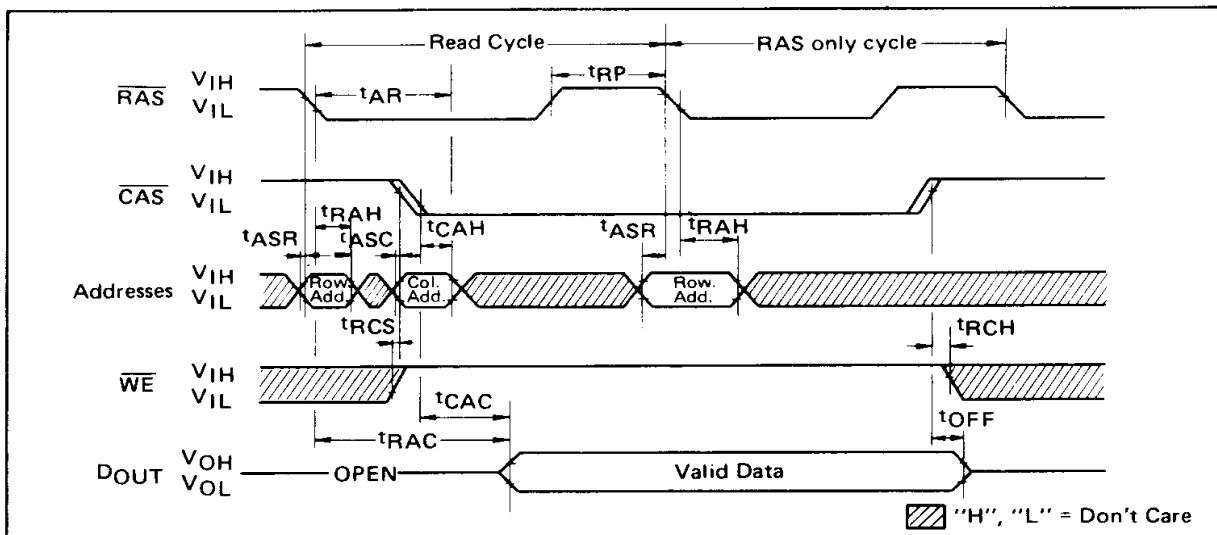 Read Cycle RAS only cycle
tRP
RAS VIH VIL tAR
CAS VIH VIL
tRAH tCAH
tASR tASC tASR tRAH
Addresses VIH VIL Row Add. Col. Add. Row. Add.
tRCS tRCH
WE VIH VIL
tCAC tOFF
tRAC
DOUT VOH VOL OPEN Valid Data
"H", "L" = Don't Care